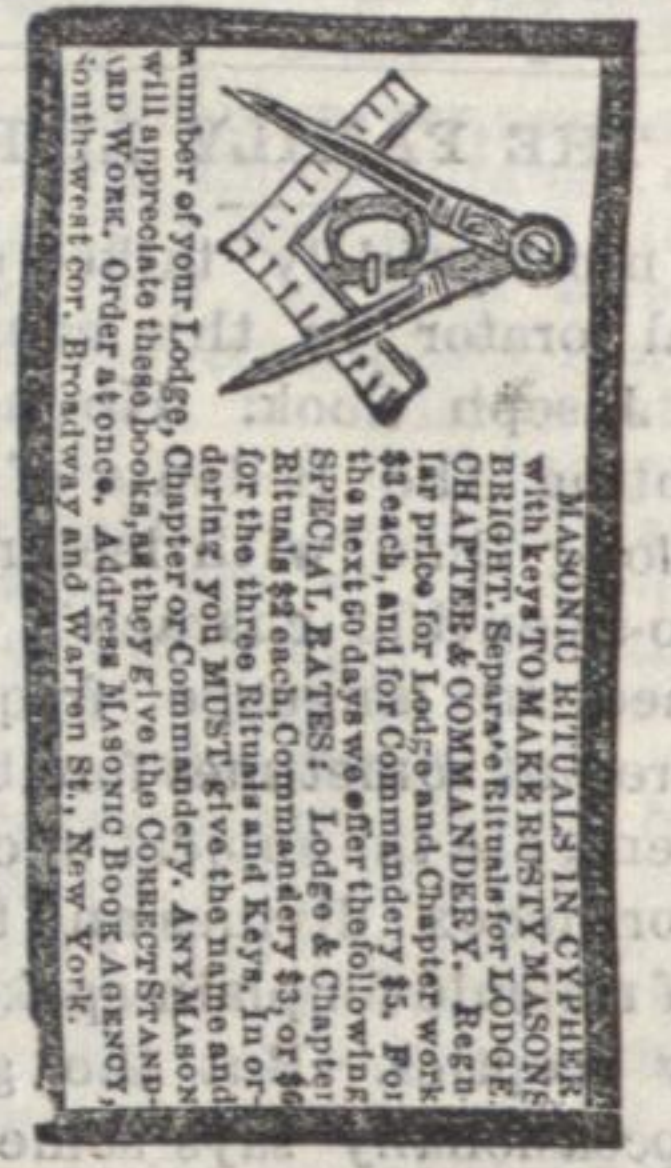 G
MASONIC RITUALS IN CYPHER
with keys TO MAKE RUSTY MASONS
BRIGHT. Separa'e Rituals for LODGE
CHAPTER & COMMANDERY. Regn-
lar price for Lodge and Chapter work
$3 each, and for Commandery $5. For
the next 60 days we offer the following
SPECIAL RATES: Lodge & Chapter
Rituals $2 each, Commandery $3, or $6
for the three Rituals and Keys. In or-
dering you MUST give the name and
number of your Lodge, Chapter or Commandery. ANY MASON
will appreciate these books, as they give the CORRECT STAND-
ARD WORK. Order at once. Address MASONIC BOOK AGENCY,
South-west cor. Broadway and Warren St., New York.